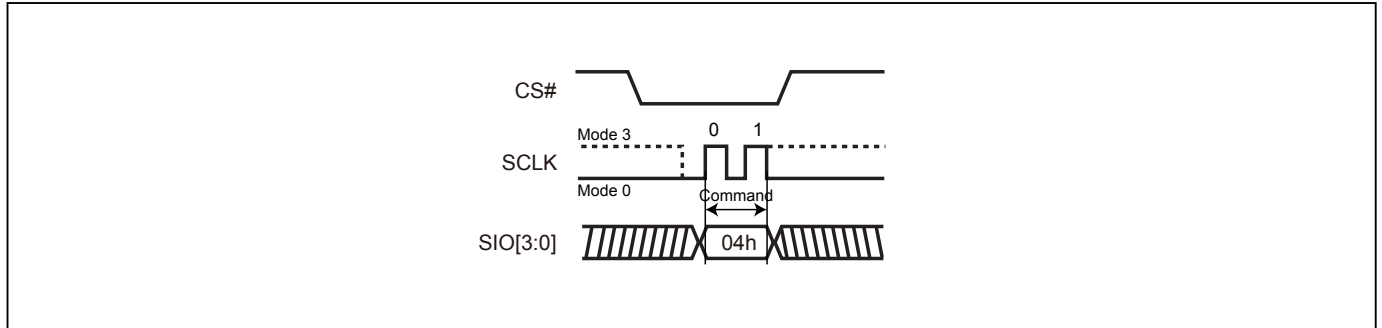 CS#
Mode 3
0 1
SCLK
Mode 0
Command
SIO[3:0]
04h